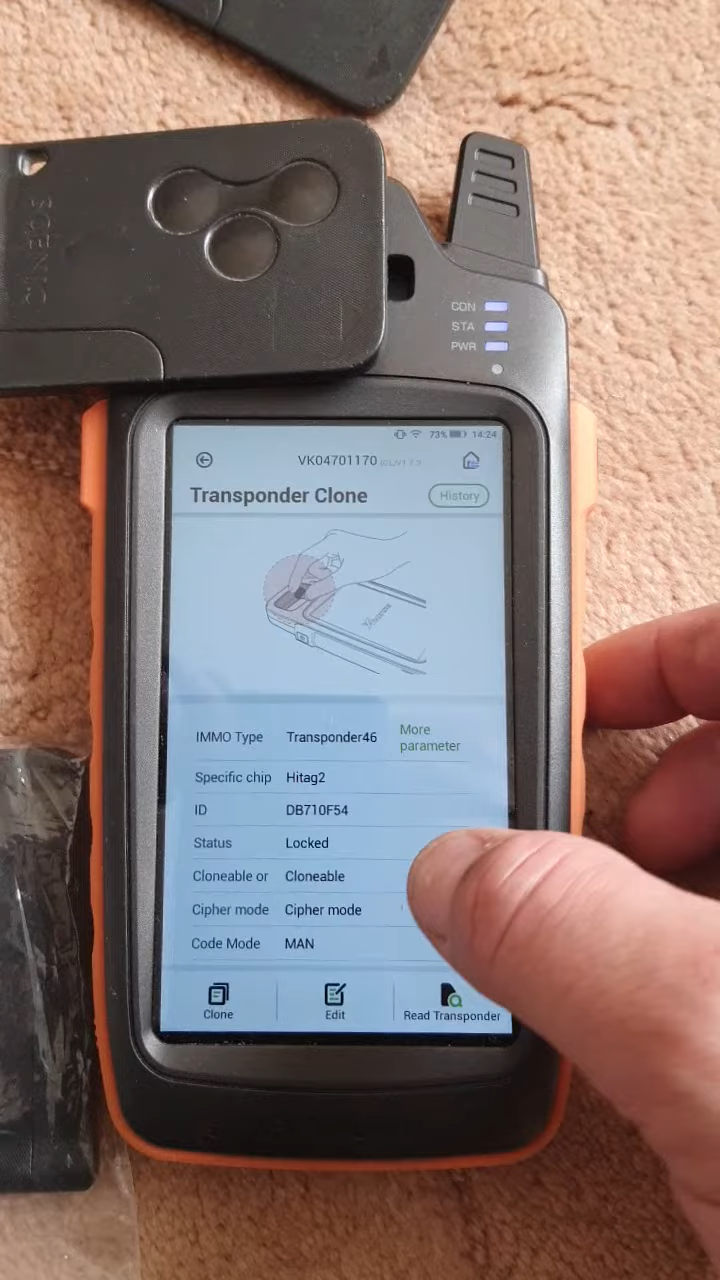 SCENIC
CON
STA
PWR
73% 14:24
VK04701170
Transponder Clone
History
IMMO Type Transponder46 More parameter
Specific chip Hitag2
ID DB710F54
Status Locked
Cloneable or Cloneable
Cipher mode Cipher mode
Code Mode MAN
Clone Edit Read Transponder